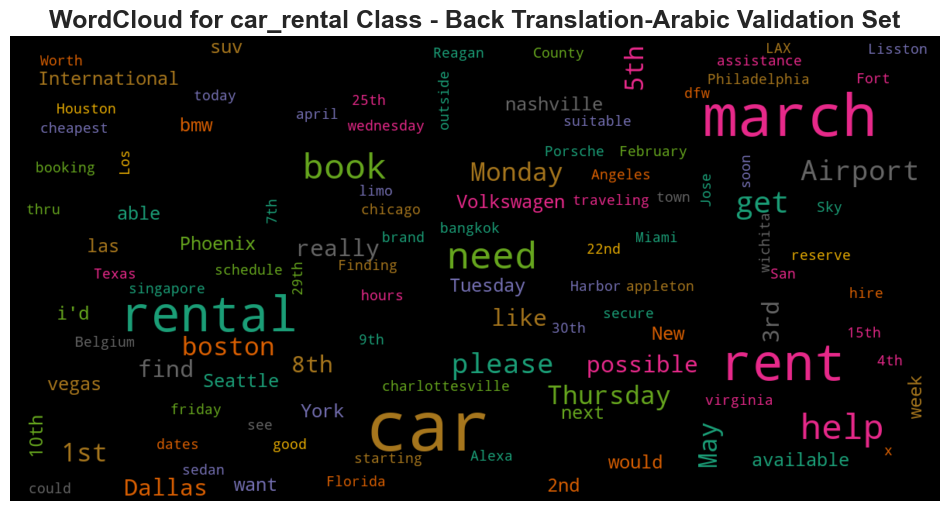 WordCloud for car_rental Class - Back Translation-Arabic Validation Set
suv
Reagan
County
LAX
Lisston
Worth
5th
assistance
International
Philadelphia
Fort
today
25th
outside
dfw
march
Houston
april
nashville
cheapest
bmw
wednesday
suitable
booking
Los
book
Porsche
February
Monday
Angeles
Airport
soon
limo
Jose
thru
able
7th
chicago
Volkswagen
traveling
town
get
Sky
las
Phoenix
really
brand
bangkok
Miami
wichita
need
22nd
reserve
Texas
schedule
29th
Finding
San
singapore
hours
Tuesday
Harbor
appleton
hire
i'd
rental
like
30th
secure
3rd
15th
Belgium
boston
9th
New
find
8th
please
possible
rent
4th
vegas
Seattle
charlottesville
Thursday
week
friday
York
next
virginia
10th
see
car
help
1st
dates
good
starting
Alexa
May
x
sedan
would
available
could
Dallas
want
Florida
2nd